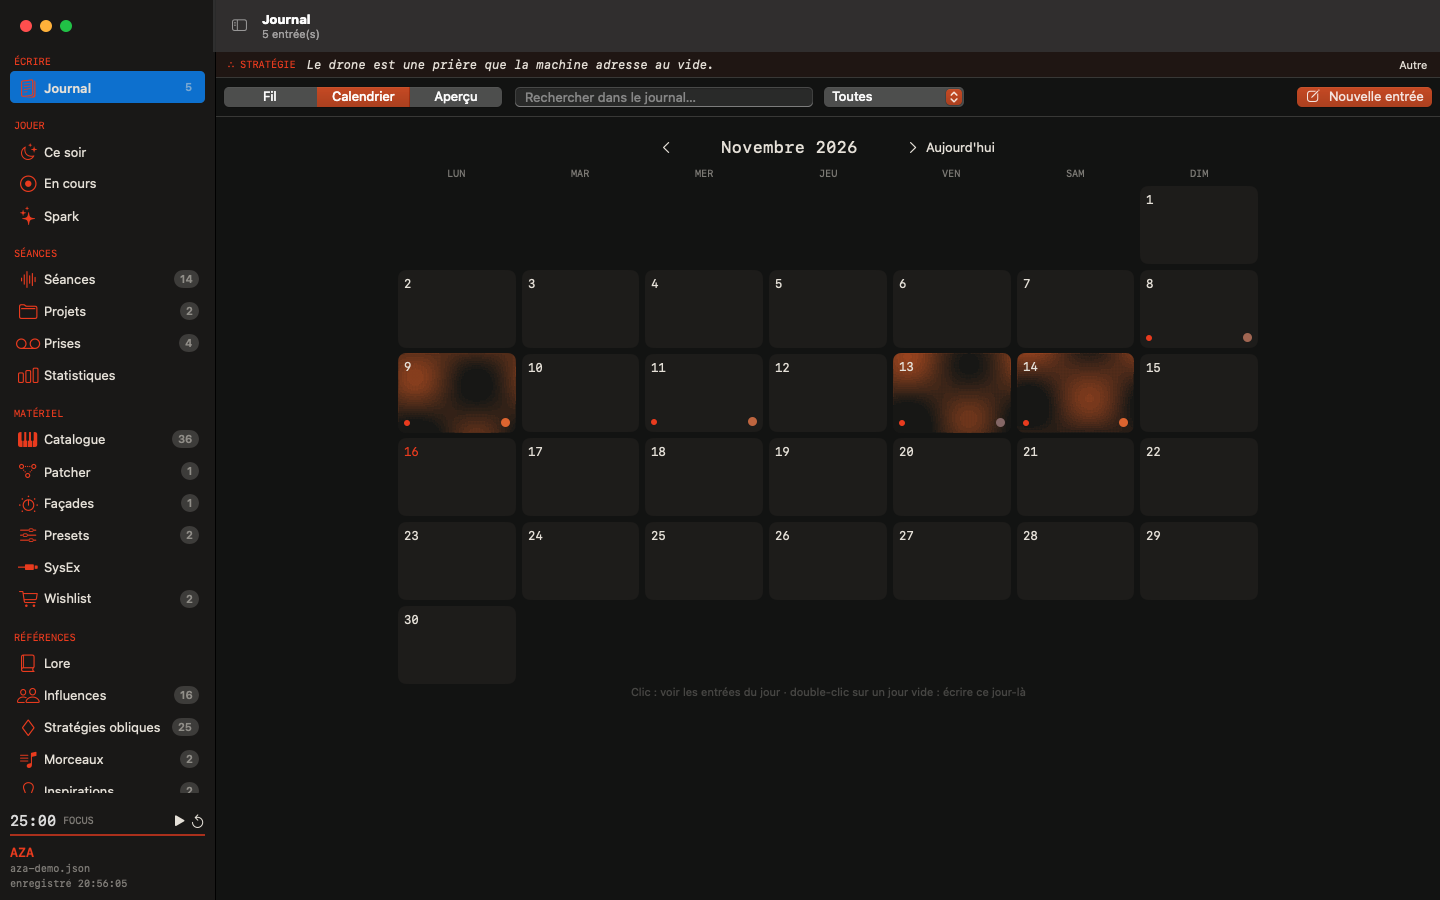 Journal
5 entrée(s)
ÉCRIRE
Journal 5
JOUER
Ce soir
En cours
Spark
SÉANCES
Séances 14
Projets 2
Prises 4
Statistiques
MATÉRIEL
Catalogue 36
Patcher 1
Façades 1
Presets 2
SysEx
Wishlist 2
RÉFÉRENCES
Lore
Influences 16
Stratégies obliques 25
Morceaux 2
Inspirations 2
25:00 FOCUS
AZA
aza-demo.json
enregistré 20:56:05
STRATÉGIE Le drone est une prière que la machine adresse au vide. Autre
Fil Calendrier Aperçu Rechercher dans le journal... Toutes Nouvelle entrée
Novembre 2026 Aujourd'hui
LUN MAR MER JEU VEN SAM DIM
1
2 3 4 5 6 7 8
9 10 11 12 13 14 15
16 17 18 19 20 21 22
23 24 25 26 27 28 29
30
Clic : voir les entrées du jour · double-clic sur un jour vide : écrire ce jour-là